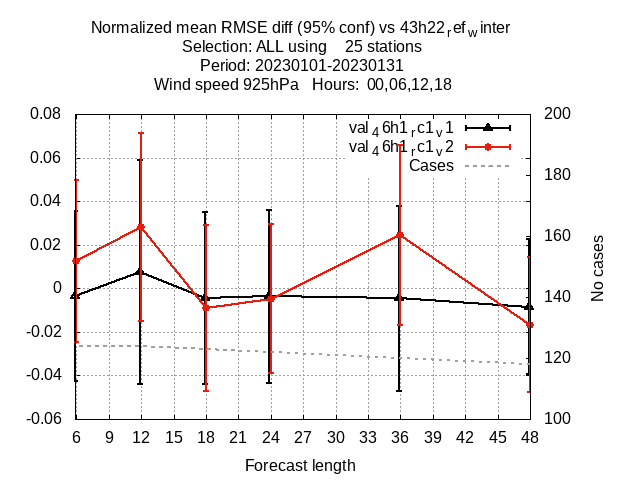 Normalized mean RMSE diff (95% conf) vs 43h22_ref_winter
Selection: ALL using 25 stations
Period: 20230101-20230131
Wind speed 925hPa Hours: 00,06,12,18
0.08 200
val_46h1_rc1_v1
val_46h1_rc1_v2
Cases
0.06
180
0.04
0.02
160
0
140
-0.02
120
-0.04
-0.06 100
No cases
6 9 12 15 18 21 24 27 30 33 36 39 42 45 48
Forecast length